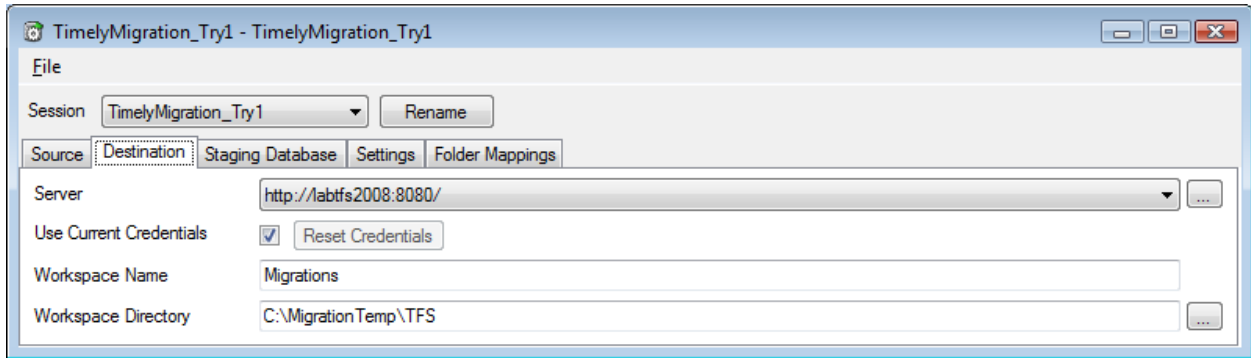 TimelyMigration_Try1 - TimelyMigration_Try1
File
Session TimelyMigration_Try1 Rename
Source Destination Staging Database Settings Folder Mappings
Server http://labtfs2008:8080/ ...
Use Current Credentials Reset Credentials
Workspace Name Migrations
Workspace Directory C:\MigrationTemp\TFS ...